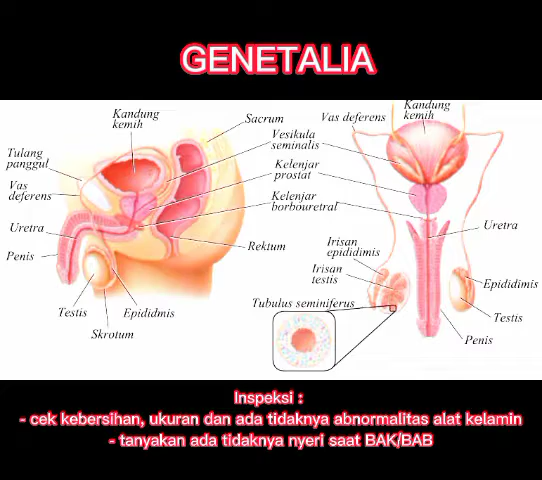 GENETALIA
Kandung
kemih
Sacrum
Vas deferens
Kandung
kemih
Tulang
panggul
Vesikula
seminalis
Vas
deferens
Kelenjar
prostat
Kelenjar
borbouretral
Uretra
Uretra
Penis
Rektum
Irisan
epididimis
Irisan
testis
Epididimis
Tubulus seminiferus
Testis
Epididmis
Testis
Skrotum
Penis
Inspeksi :
- cek kebersihan, ukuran dan ada tidaknya abnormalitas alat kelamin
- tanyakan ada tidaknya nyeri saat BAK/BAB